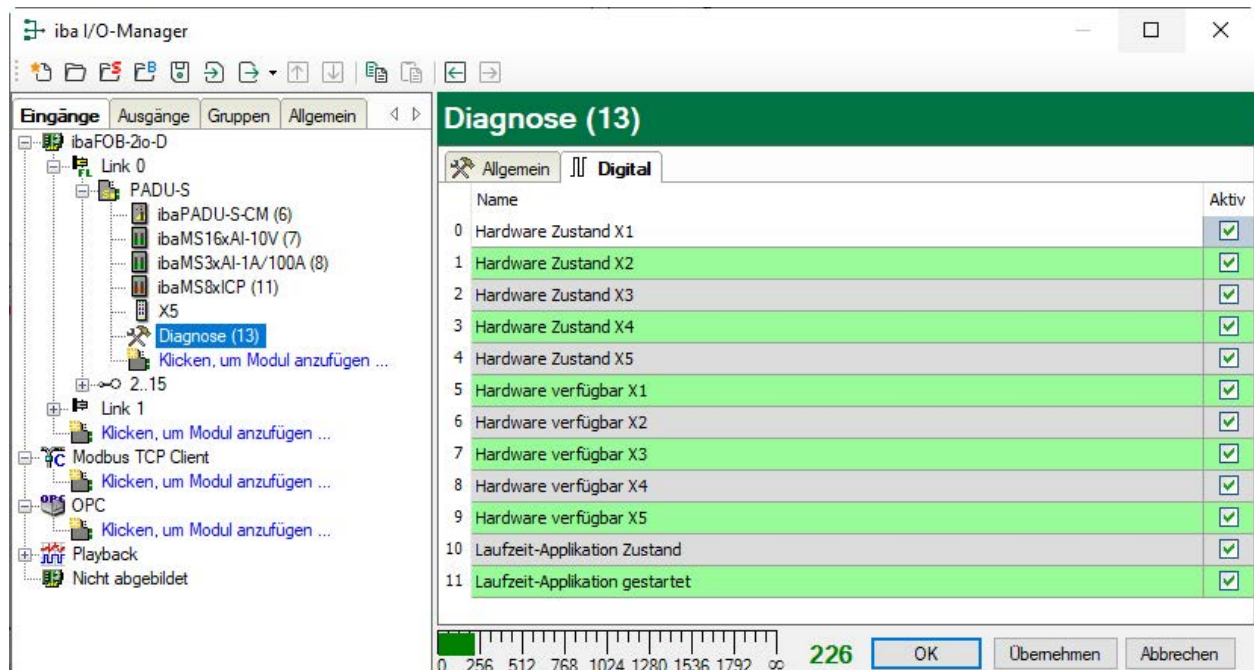 iba I/O-Manager
Eingänge Ausgänge Gruppen Allgemein
ibaFOB-2io-D
Link 0
PADU-S
ibaPADU-S-CM (6)
ibaMS16xAI-10V (7)
ibaMS3xAI-1A/100A (8)
ibaMS8xICP (11)
X5
Diagnose (13)
Klicken, um Modul anzufügen ...
2..15
Link 1
Klicken, um Modul anzufügen ...
Modbus TCP Client
Klicken, um Modul anzufügen ...
OPC
Klicken, um Modul anzufügen ...
Playback
Nicht abgebildet
Diagnose (13)
Allgemein Digital
Name Aktiv
0 Hardware Zustand X1
1 Hardware Zustand X2
2 Hardware Zustand X3
3 Hardware Zustand X4
4 Hardware Zustand X5
5 Hardware verfügbar X1
6 Hardware verfügbar X2
7 Hardware verfügbar X3
8 Hardware verfügbar X4
9 Hardware verfügbar X5
10 Laufzeit-Applikation Zustand
11 Laufzeit-Applikation gestartet
0 256 512 768 1024 1280 1536 1792 ∞ 226 OK Übernehmen Abbrechen